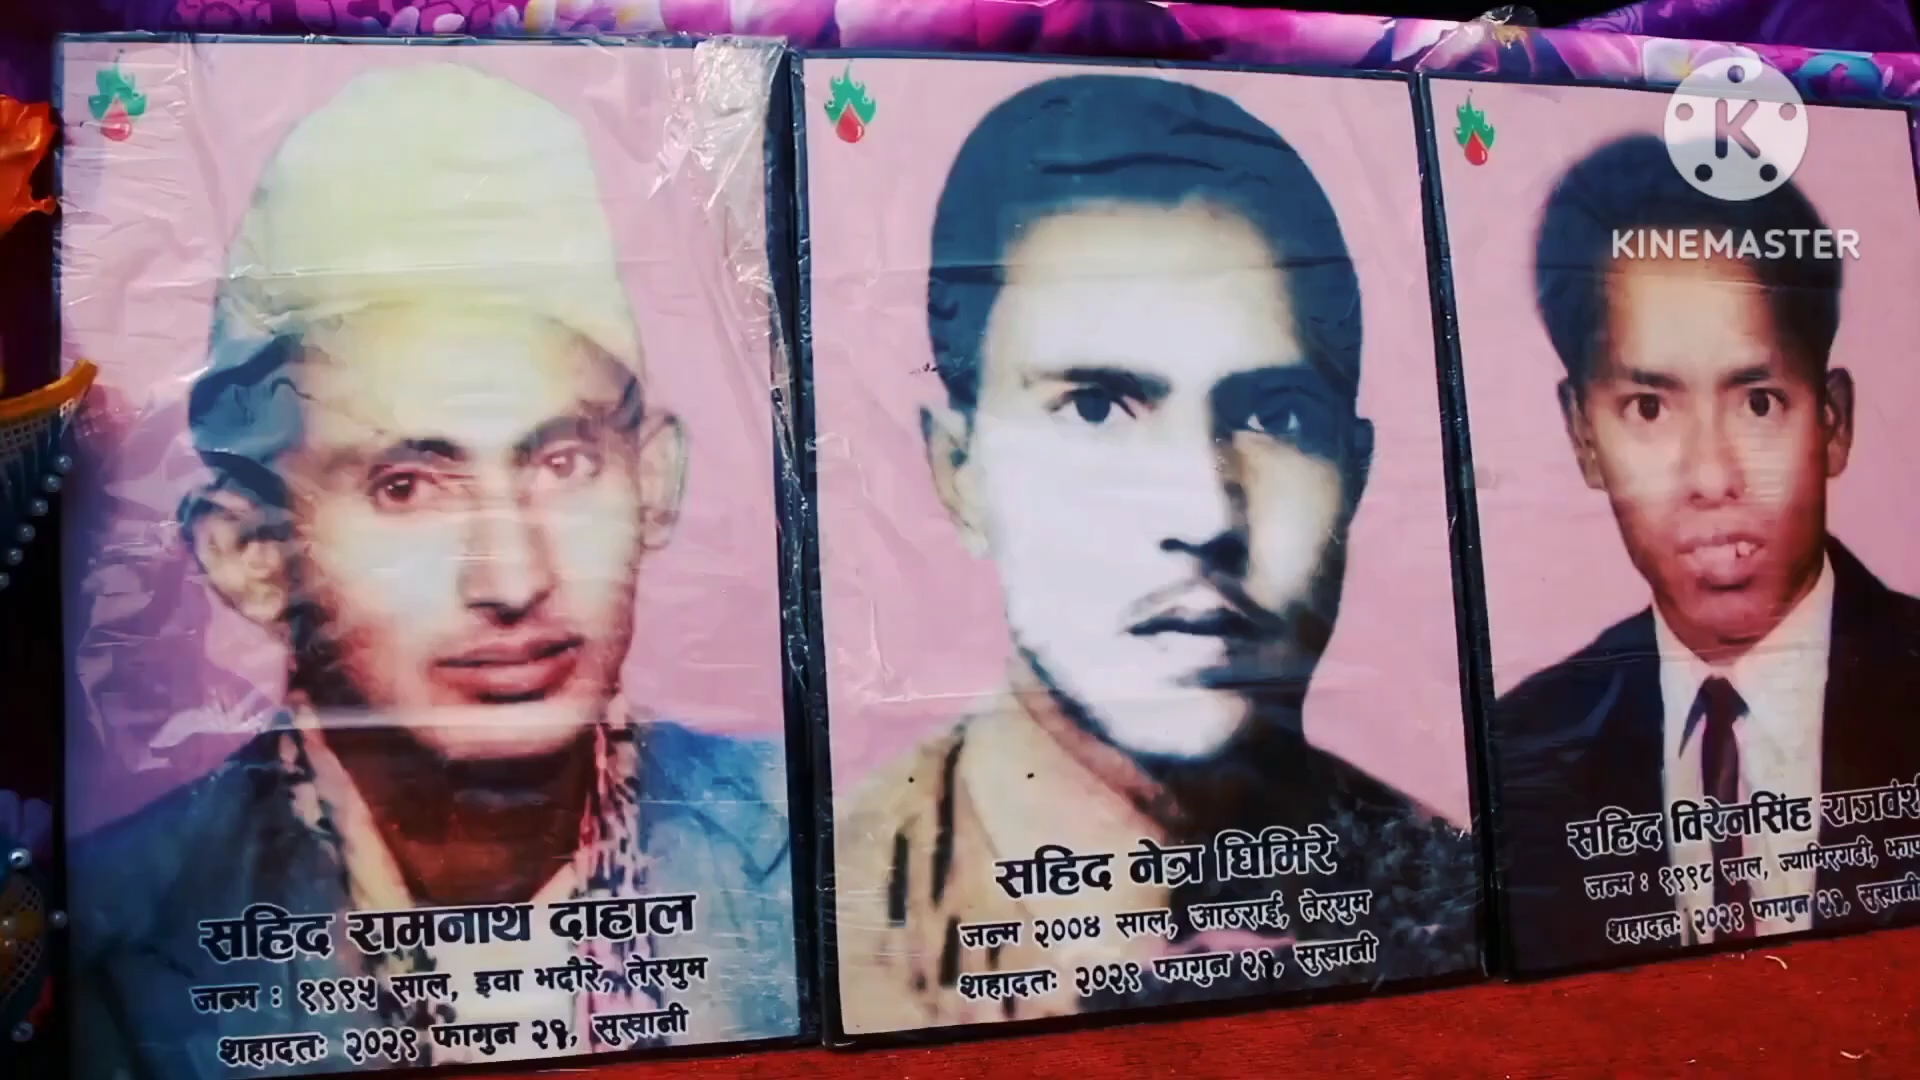 सहिद रामनाथ दाहाल
जन्म : १९९५ साल, इवा भदौरे, तेरथुम
शहादतः २०२९ फागुन २१, सुखानी
सहिद नेत्र घिमिरे
जन्म २००४ साल, आठराई, तेरथुम
शहादतः २०२९ फागुन २१, सुखानी
KINEMASTER
सहिद विरेनसिंह
जन्म : १९९८ साल, ज्यामिरगढी,
शहादतः २०२९ फागुन २१, सुखानी